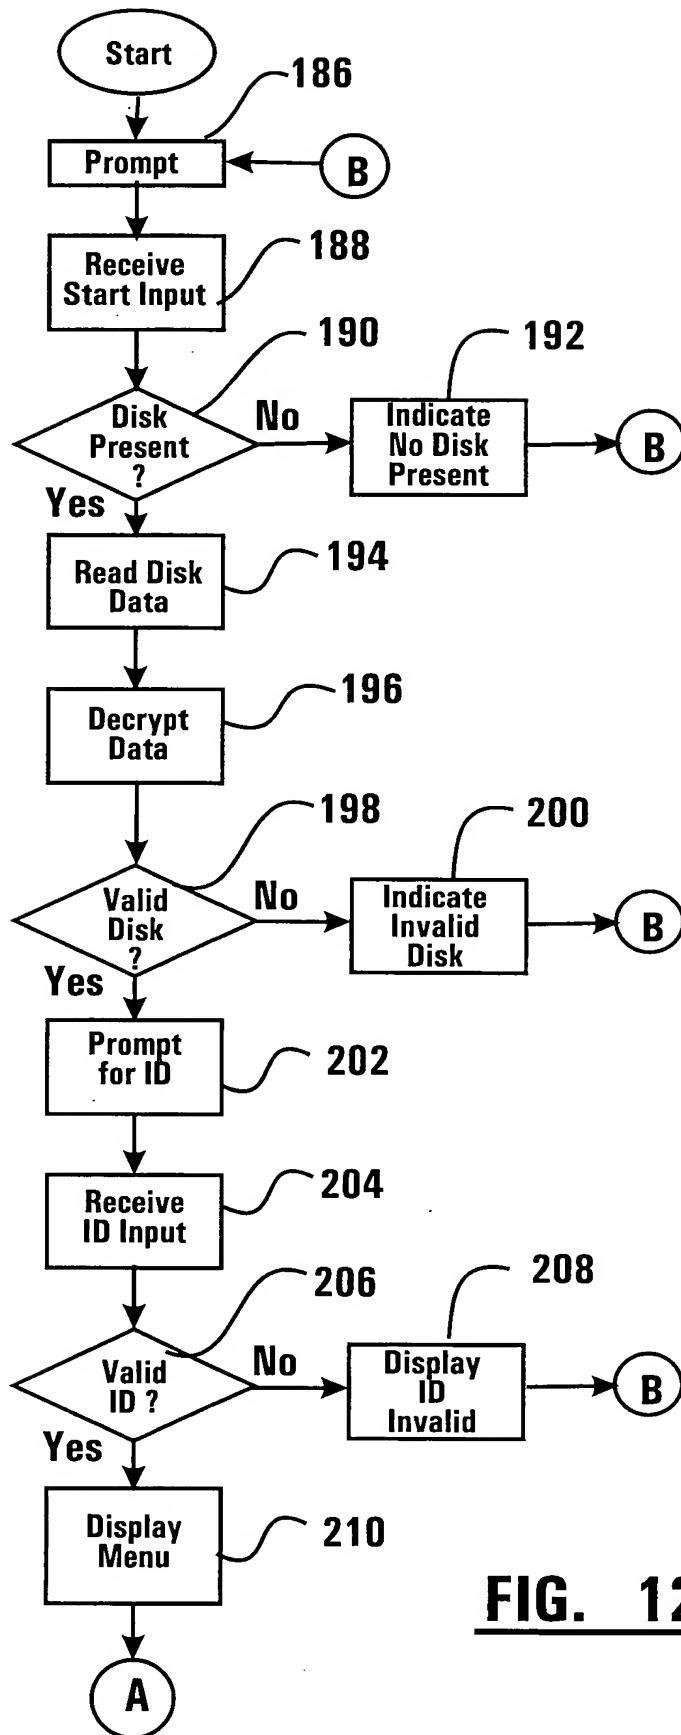 Start
186
Prompt
B
Receive
Start Input
188
190
Disk
Present
?
No
192
Indicate
No Disk
Present
B
Yes
Read Disk
Data
194
Decrypt
Data
196
198
Valid
Disk
?
No
200
Indicate
Invalid
Disk
B
Yes
Prompt
for ID
202
Receive
ID Input
204
206
Valid
ID ?
No
208
Display
ID
Invalid
B
Yes
Display
Menu
210
A
FIG. 12